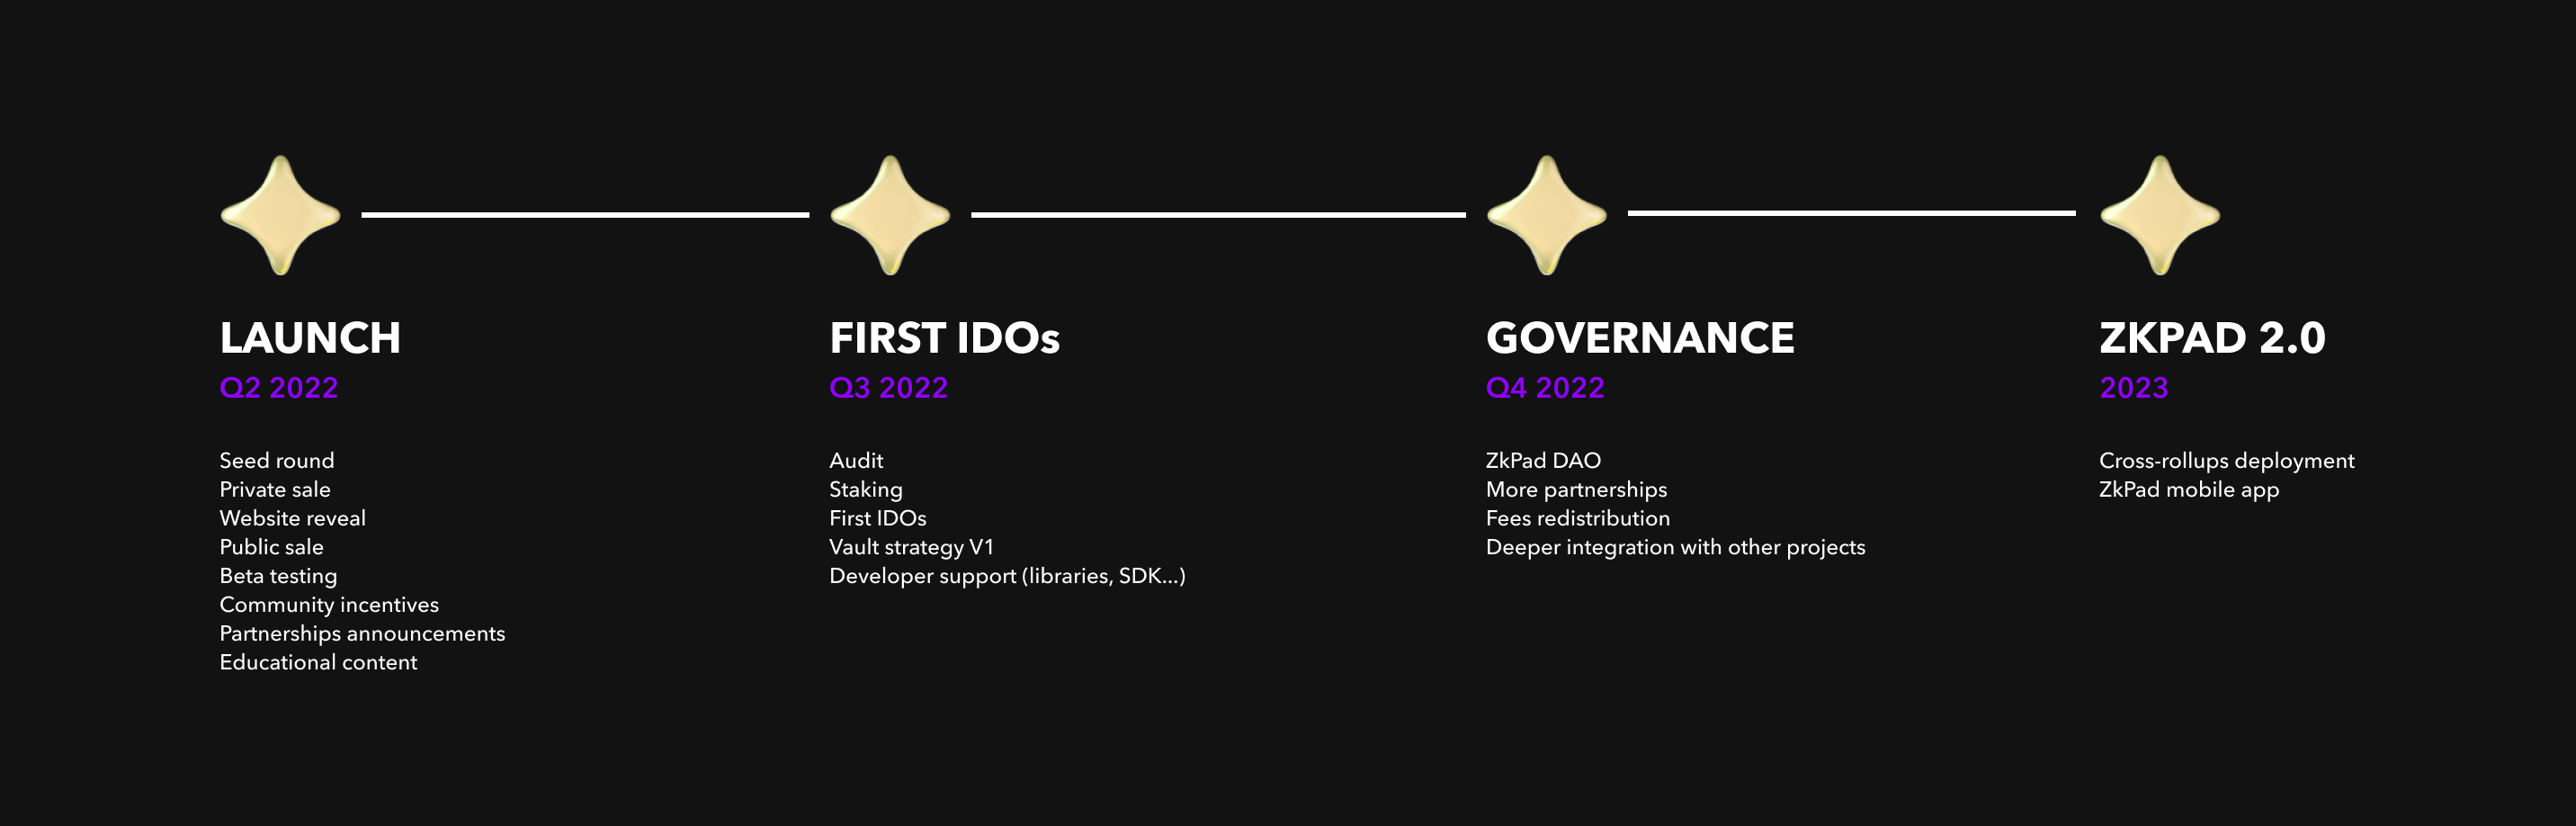 LAUNCH
Q2 2022
Seed round
Private sale
Website reveal
Public sale
Beta testing
Community incentives
Partnerships announcements
Educational content
FIRST IDOs
Q3 2022
Audit
Staking
First IDOs
Vault strategy V1
Developer support (libraries, SDK...)
GOVERNANCE
Q4 2022
ZkPad DAO
More partnerships
Fees redistribution
Deeper integration with other projects
ZKPAD 2.0
2023
Cross-rollups deployment
ZkPad mobile app